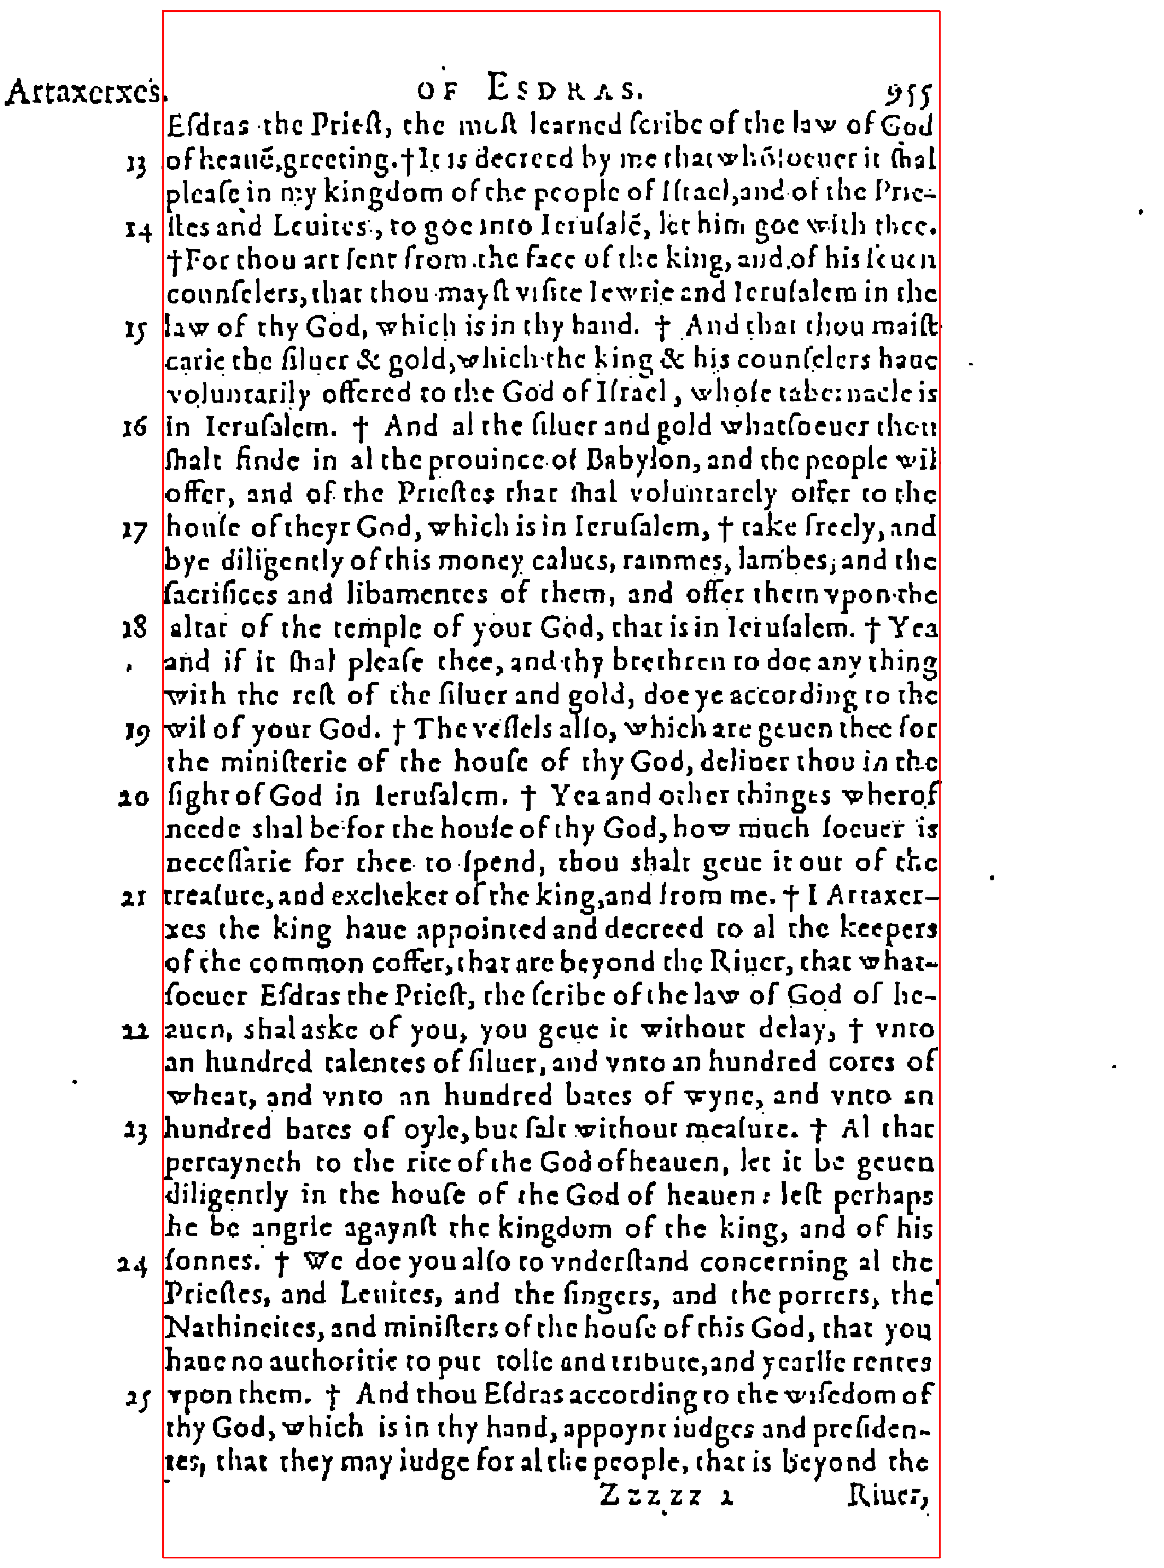 Artaxerxes. OF ESDRAS. 955
Eſdras the Prieſt, the moſt learned ſcribe of the law of God
13 of heauē, greeting. † It is decreed by me that whōſoeuer it ſhal
pleaſe in my kingdom of the people of Iſrael, and of the Prie-
14 ſtes and Leuites, to goe into Ieruſalē, let him goe with thee.
† For thou art ſent from the face of the king, and of his ſeuen
counſelers, that thou mayſt viſite Iewrie and Ieruſalem in the
15 law of thy God, which is in thy hand. † And that thou maiſt
carie the ſiluer & gold, which the king & his counſelers haue
voluntarily offered to the God of Iſrael, whoſe tabernacle is
16 in Ieruſalem. † And al the ſiluer and gold whatſoeuer thou
ſhalt finde in al the prouince of Babylon, and the people wil
offer, and of the Prieſtes that ſhal voluntarely offer to the
17 houſe of theyr God, which is in Ieruſalem, † take freely, and
bye diligently of this money calues, rammes, lambes, and the
ſacrifices and libamentes of them, and offer them vpon the
18 altar of the temple of your God, that is in Ieruſalem. † Yea
and if it ſhal pleaſe thee, and thy brethren to doe any thing
with the reſt of the ſiluer and gold, doe ye according to the
19 wil of your God. † The veſſels alſo, which are geuen thee for
the miniſterie of the houſe of thy God, deliuer thou in the
20 ſight of God in Ieruſalem. † Yea and other thinges wherof
neede shal be for the houſe of thy God, how much ſoeuer is
neceſſarie for thee to ſpend, thou shalt geue it out of the
21 treaſure, and excheker of the king, and from me. † I Artaxer-
xes the king haue appointed and decreed to al the keepers
of the common coffer, that are beyond the Riuer, that what-
ſoeuer Eſdras the Prieſt, the ſcribe of the law of God of he-
22 auen, shal aske of you, you geue it without delay, † vnto
an hundred talentes of ſiluer, and vnto an hundred cores of
wheat, and vnto an hundred bates of wyne, and vnto an
23 hundred bates of oyle, but ſalt without meaſure. † Al that
pertayneth to the rite of the God of heauen, let it be geuen
diligently in the houſe of the God of heauen: leſt perhaps
he be angrie agaynſt the kingdom of the king, and of his
24 ſonnes. † We doe you alſo to vnderſtand concerning al the
Prieſtes, and Leuites, and the ſingers, and the porters, the
Nathineites, and miniſters of the houſe of this God, that you
haue no authoritie to put tolle and tribute, and yearlie rentes
25 vpon them. † And thou Eſdras according to the wiſedom of
thy God, which is in thy hand, appoynt iudges and preſiden-
tes, that they may iudge for al the people, that is beyond the
Zzzzz 2 Riuer,